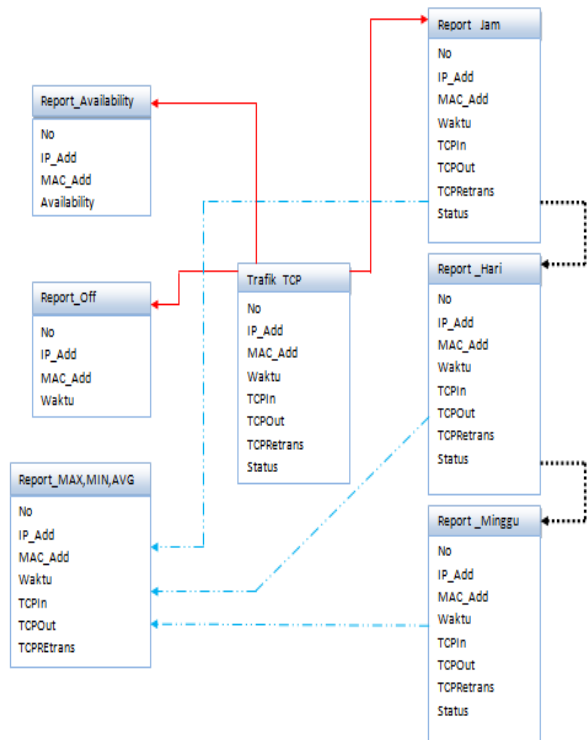 Report_Availability
No
IP_Add
MAC_Add
Availability
Report_Off
No
IP_Add
MAC_Add
Waktu
Report_MAX,MIN,AVG
No
IP_Add
MAC_Add
Waktu
TCPIn
TCPOut
TCPREtrans
Trafik TCP
No
IP_Add
MAC_Add
Waktu
TCPIn
TCPOut
TCPRetrans
Status
Report Jam
No
IP_Add
MAC_Add
Waktu
TCPIn
TCPOut
TCPRetrans
Status
Report _Hari
No
IP_Add
MAC_Add
Waktu
TCPIn
TCPOut
TCPRetrans
Status
Report _Minggu
No
IP_Add
MAC_Add
Waktu
TCPIn
TCPOut
TCPRetrans
Status